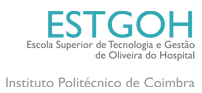 ESTGOH
Escola Superior de Tecnologia e Gestão
de Oliveira do Hospital
Instituto Politécnico de Coimbra